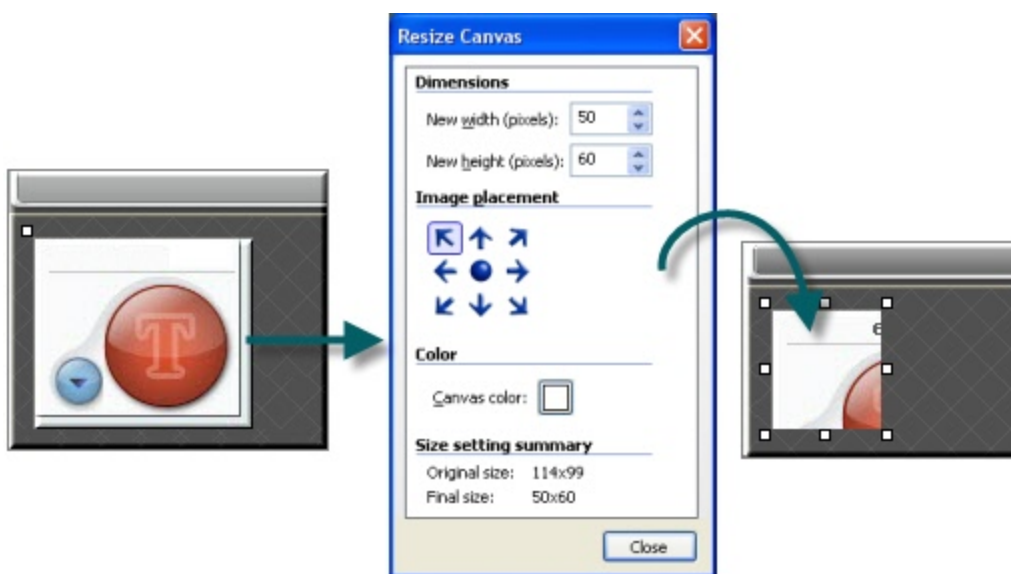 Resize Canvas
Dimensions
New width (pixels): 50
New height (pixels): 60
Image placement
Color
Canvas color:
Size setting summary
Original size: 114x99
Final size: 50x60
Close
T